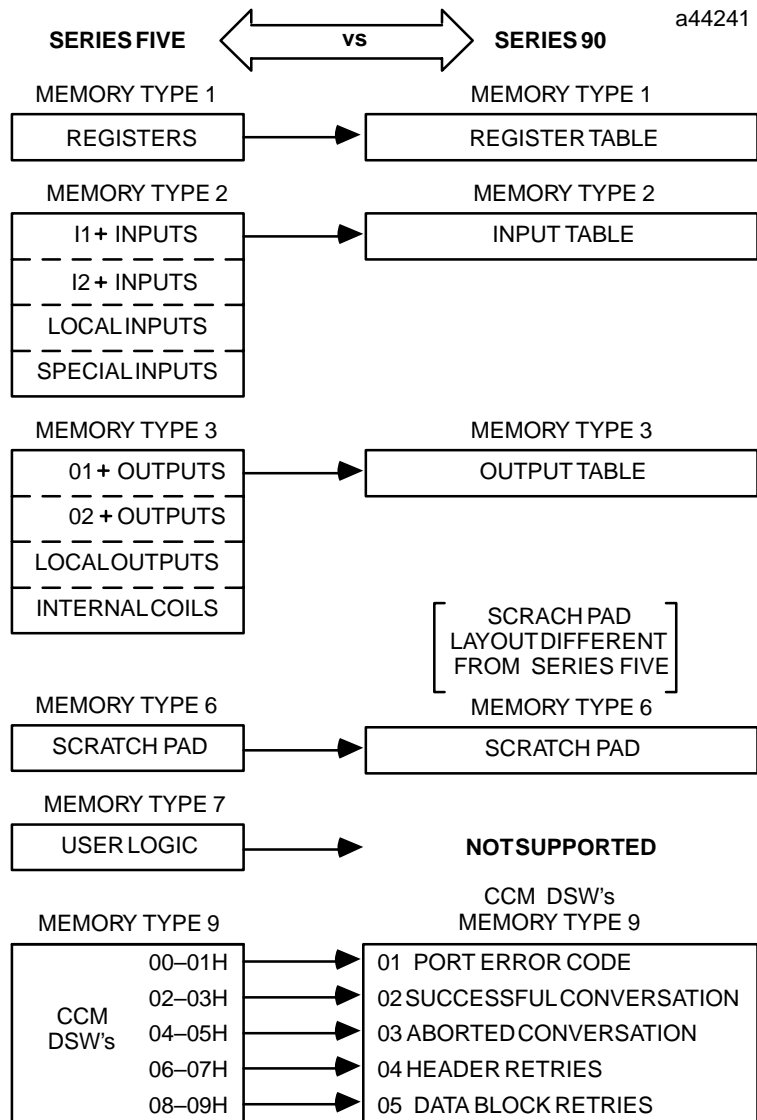 a44241
SERIES FIVE vs SERIES 90
MEMORY TYPE 1 MEMORY TYPE 1
REGISTERS REGISTER TABLE
MEMORY TYPE 2 MEMORY TYPE 2
I1+ INPUTS INPUT TABLE
I2+ INPUTS
LOCAL INPUTS
SPECIAL INPUTS
MEMORY TYPE 3 MEMORY TYPE 3
01+ OUTPUTS OUTPUT TABLE
02+ OUTPUTS
LOCAL OUTPUTS
INTERNAL COILS
SCRACH PAD
LAYOUT DIFFERENT
FROM SERIES FIVE
MEMORY TYPE 6 MEMORY TYPE 6
SCRATCH PAD SCRATCH PAD
MEMORY TYPE 7
USER LOGIC NOT SUPPORTED
CCM DSW's
MEMORY TYPE 9 MEMORY TYPE 9
CCM
DSW's
00–01H 01 PORT ERROR CODE
02–03H 02 SUCCESSFUL CONVERSATION
04–05H 03 ABORTED CONVERSATION
06–07H 04 HEADER RETRIES
08–09H 05 DATA BLOCK RETRIES